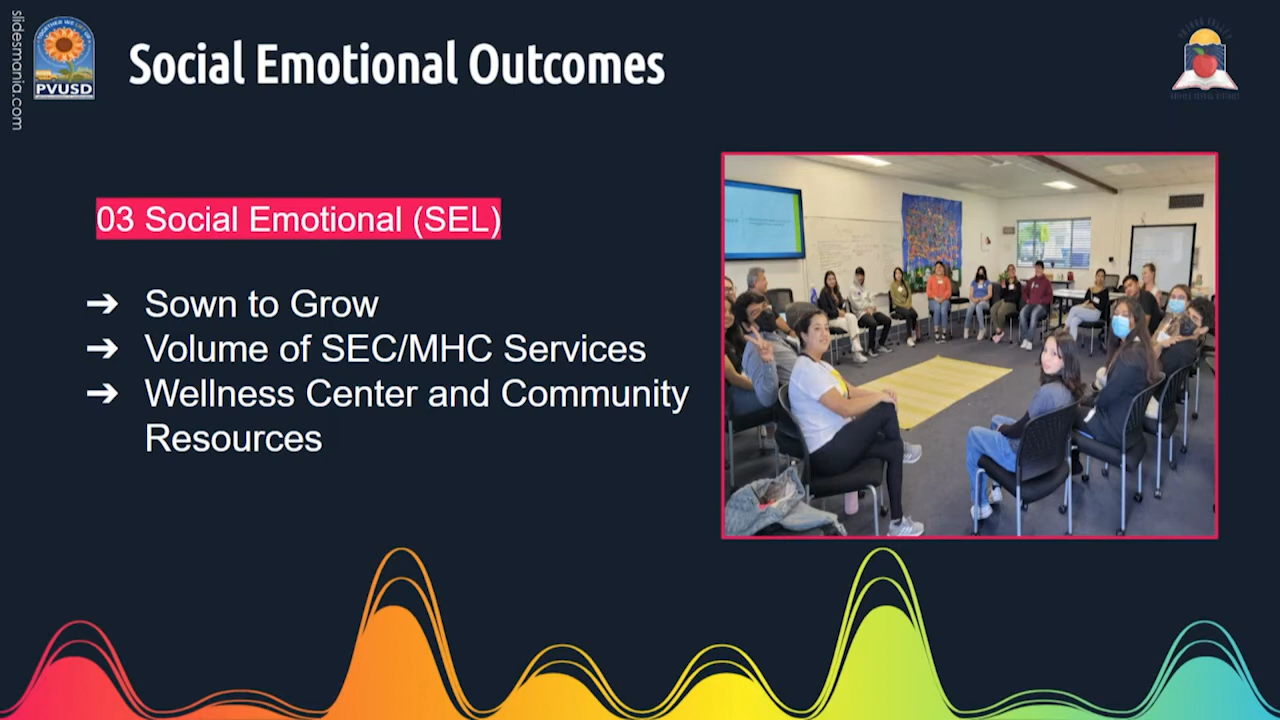 slidesmania.com
PVUSD
Social Emotional Outcomes
03 Social Emotional (SEL)
➔ Sown to Grow
➔ Volume of SEC/MHC Services
➔ Wellness Center and Community
Resources